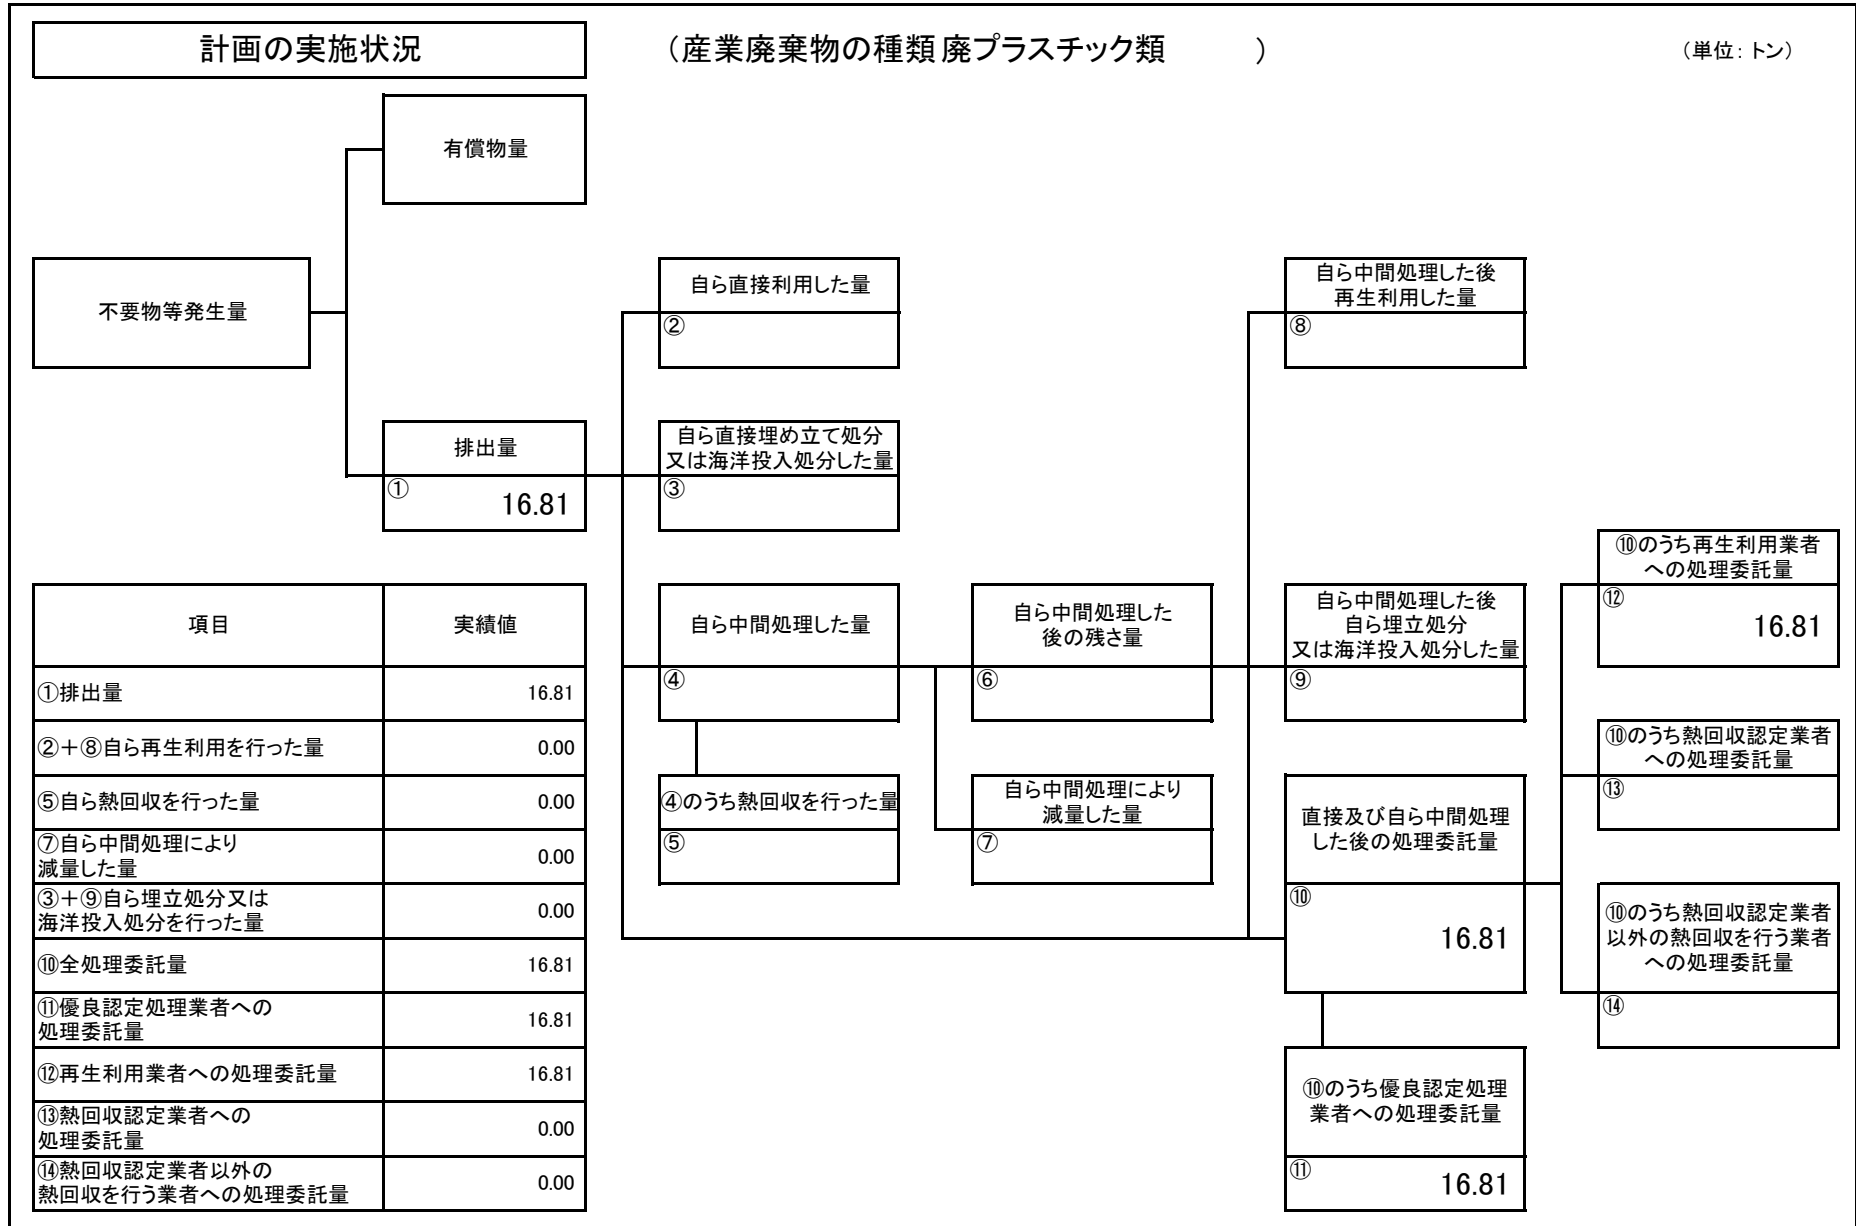 計画の実施状況
(産業廃棄物の種類 廃プラスチック類 )
(単位: トン)
有償物量
不要物等発生量
自ら直接利用した量
②
自ら中間処理した後
再生利用した量
⑧
排出量
①
16.81
自ら直接埋め立て処分
又は海洋投入処分した量
③
⑩のうち再生利用業者
への処理委託量
⑫
16.81
自ら中間処理した量
④
自ら中間処理した
後の残さ量
⑥
自ら中間処理した後
自ら埋立処分
又は海洋投入処分した量
⑨
⑩のうち熱回収認定業者
への処理委託量
⑬
④のうち熱回収を行った量
⑤
自ら中間処理により
減量した量
⑦
直接及び自ら中間処理
した後の処理委託量
⑩
16.81
⑩のうち熱回収認定業者
以外の熱回収を行う業者
への処理委託量
⑭
⑩のうち優良認定処理
業者への処理委託量
⑪
16.81
項目 実績値
①排出量 16.81
②+⑧自ら再生利用を行った量 0.00
⑤自ら熱回収を行った量 0.00
⑦自ら中間処理により
減量した量 0.00
③+⑨自ら埋立処分又は
海洋投入処分を行った量 0.00
⑩全処理委託量 16.81
⑪優良認定処理業者への
処理委託量 16.81
⑫再生利用業者への処理委託量 16.81
⑬熱回収認定業者への
処理委託量 0.00
⑭熱回収認定業者以外の
熱回収を行う業者への処理委託量 0.00